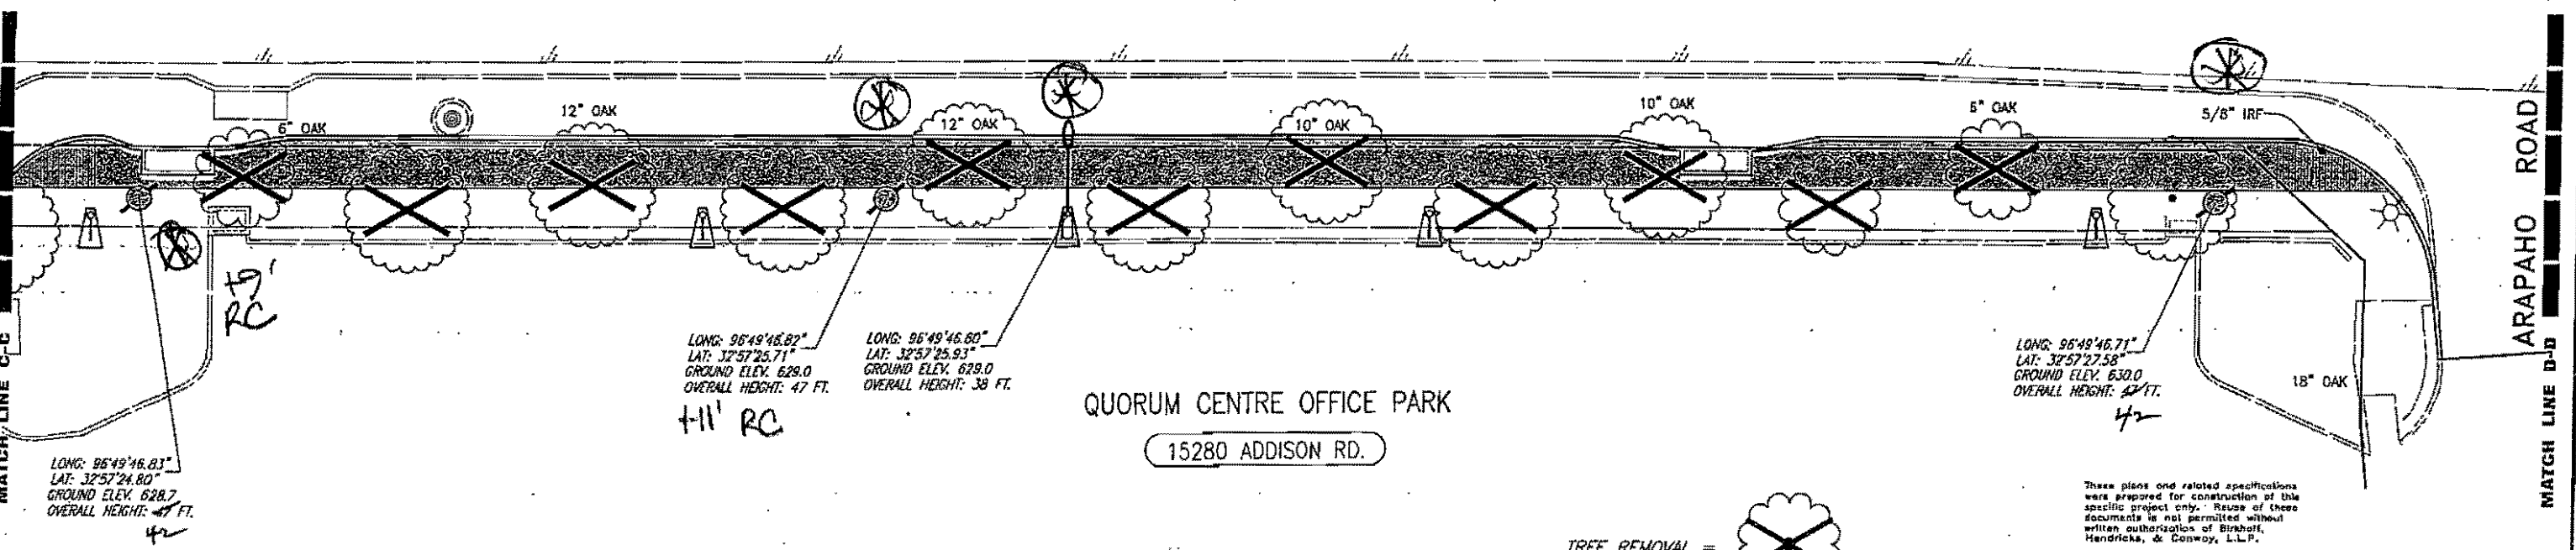 6" OAK
12" OAK
12" OAK
10" OAK
10" OAK
6" OAK
5/8" IRF
ARAPAHO ROAD
MATCH LINE C-C
MATCH LINE D-D
+9'
RC
LONG: 96°49'46.82"
LAT: 32°57'25.71"
GROUND ELEV. 629.0
OVERALL HEIGHT: 47 FT.
+11' RC
LONG: 96°49'46.60"
LAT: 32°57'25.93"
GROUND ELEV. 629.0
OVERALL HEIGHT: 38 FT.
LONG: 96°49'46.71"
LAT: 32°57'27.58"
GROUND ELEV. 630.0
OVERALL HEIGHT: 47 FT.
42
18" OAK
QUORUM CENTRE OFFICE PARK
15280 ADDISON RD.
LONG: 96°49'46.83"
LAT: 32°57'24.80"
GROUND ELEV. 628.7
OVERALL HEIGHT: 47 FT.
42
These plans and related specifications
were prepared for construction of this
specific project only. Reuse of these
documents is not permitted without
written authorization of Birkhoff,
Hendricks, & Conway, L.L.P.
TREE REMOVAL =